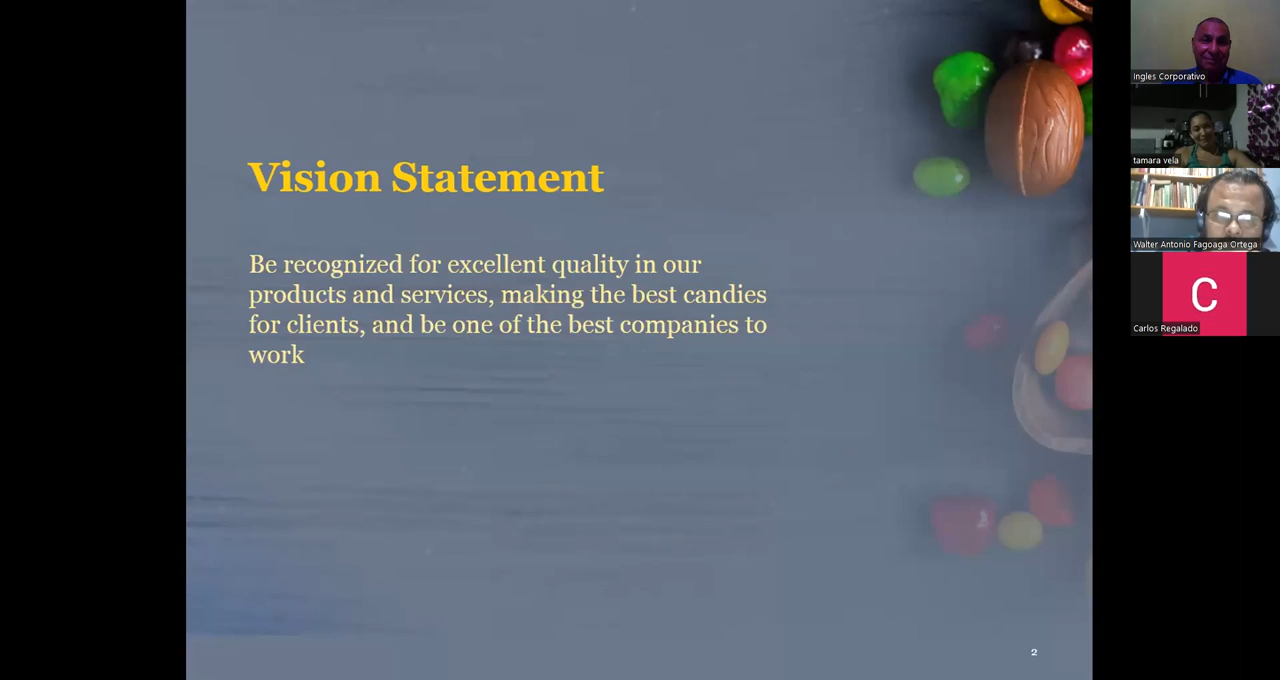 Vision Statement
Be recognized for excellent quality in our
products and services, making the best candies
for clients, and be one of the best companies to
work
2
Ingles Corporativo
tamara vela
Walter Antonio Fagoaga Ortega
C
Carlos Regalado